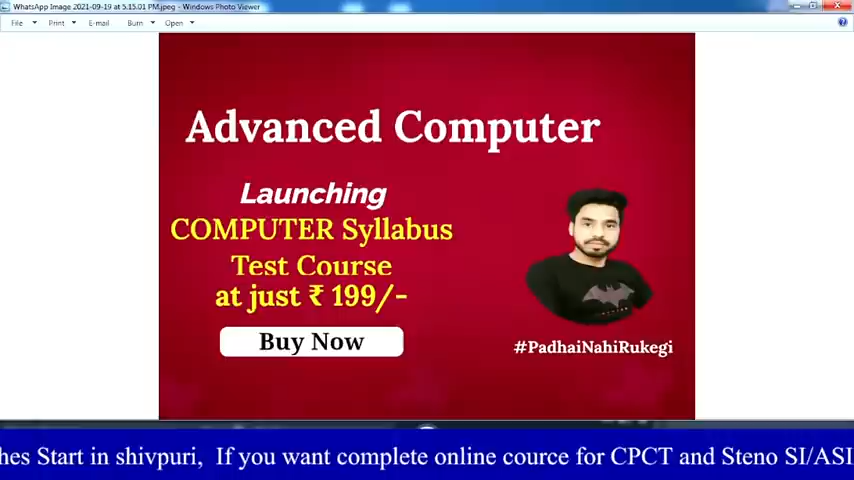 WhatsApp Image 2021-09-19 at 5.15.01 PM.jpeg - Windows Photo Viewer
File Print E-mail Burn Open
Advanced Computer
Launching
COMPUTER Syllabus
Test Course
at just ₹ 199/-
Buy Now
#PadhaiNahiRukegi
hes Start in shivpuri, If you want complete online cource for CPCT and Steno SI/ASI